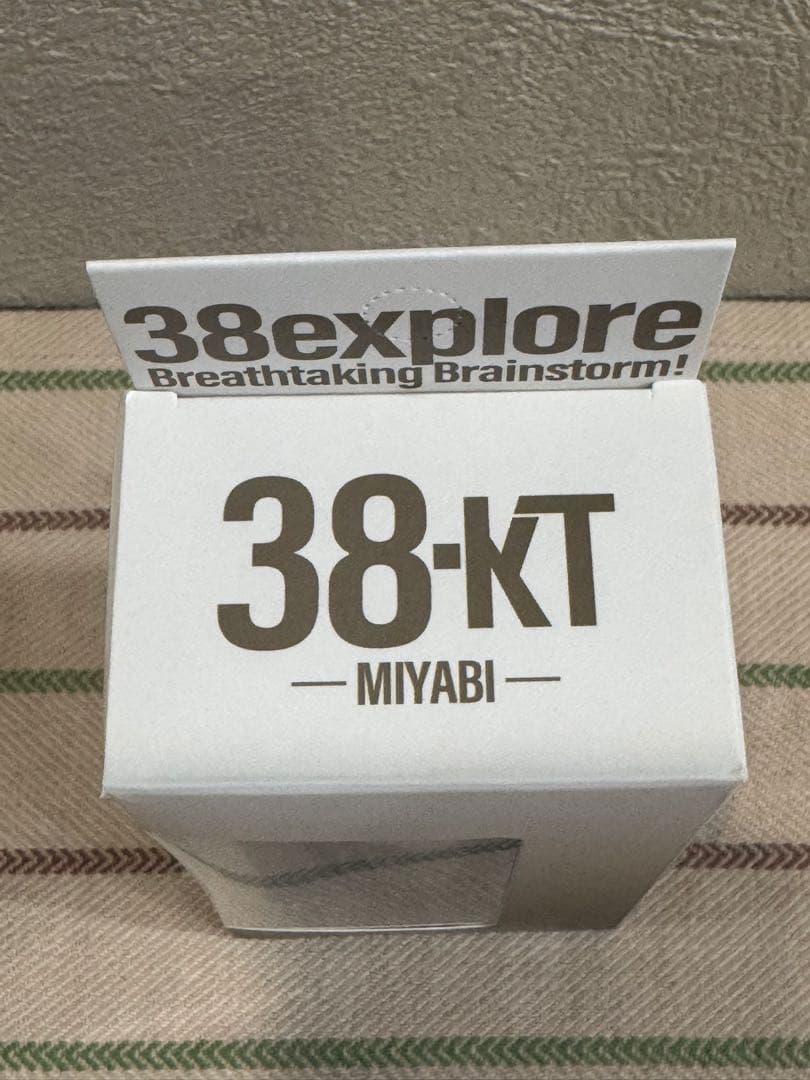 38explore
Breathtaking Brainstorm!
38-KT
MIYABI